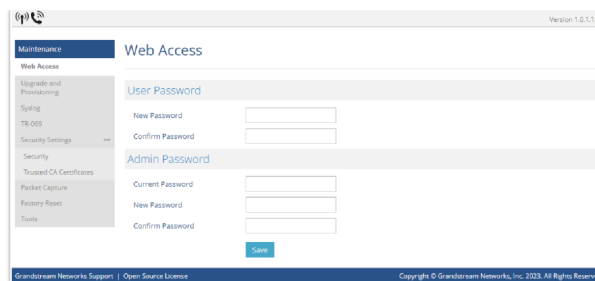 Version 1.0.1.1
Maintenance
Web Access
Web Access
Upgrade and
Provisioning
User Password
Syslog
New Password
TR-069
Security Settings
Confirm Password
Security
Admin Password
Trusted CA Certificates
Packet Capture
Current Password
Factory Reset
New Password
Tools
Confirm Password
Save
Grandstream Networks Support | Open Source License
Copyright © Grandstream Networks, Inc. 2023. All Rights Reserv